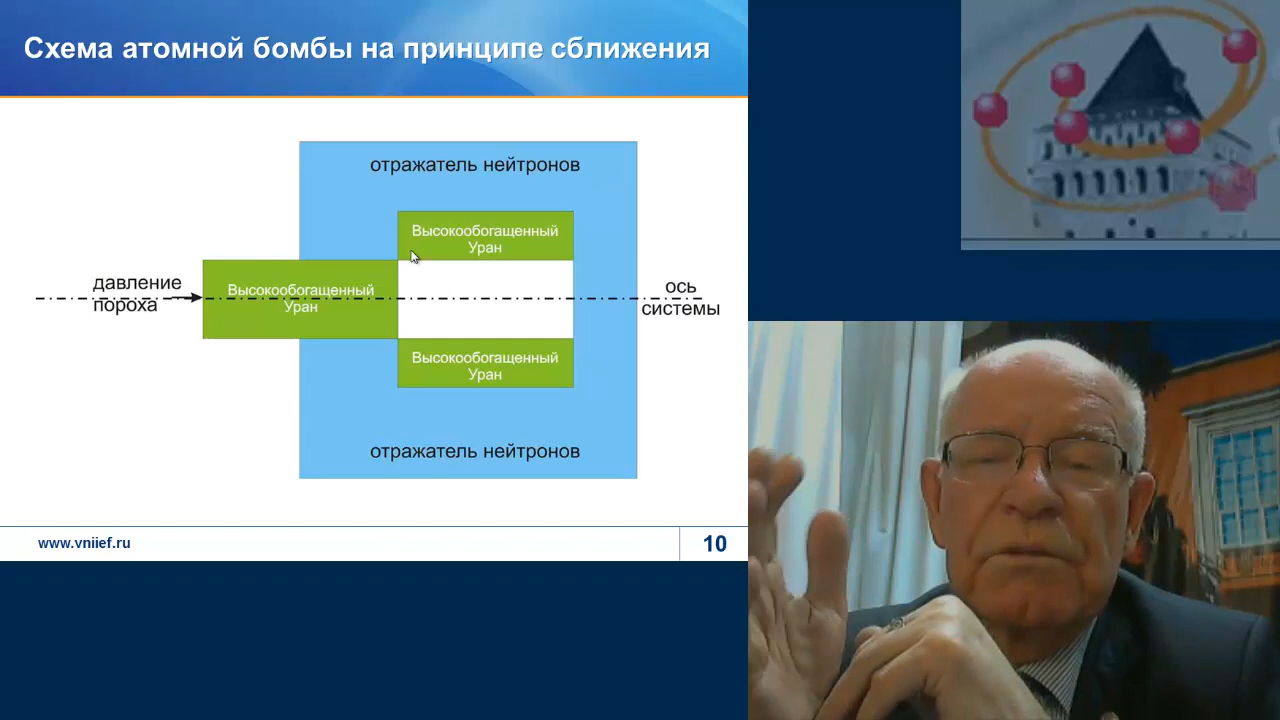 Схема атомной бомбы на принципе сближения
отражатель нейтронов
Высокообогащенный
Уран
давление
пороха
Высокообогащенный
Уран
ось
системы
Высокообогащенный
Уран
отражатель нейтронов
www.vniief.ru
10